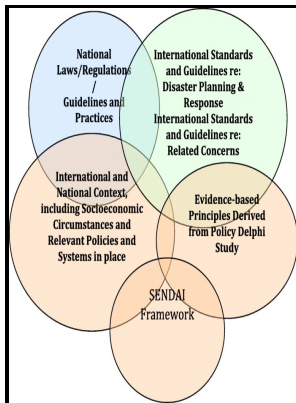 National
Laws/Regulations
/
Guidelines and
Practices
International Standards
and Guidelines re:
Disaster Planning &
Response
International Standards
and Guidelines re:
Related Concerns
International and
National Context,
including Socioeconomic
Circumstances and
Relevant Policies and
Systems in place
Evidence-based
Principles Derived
from Policy Delphi
Study
SENDAI
Framework